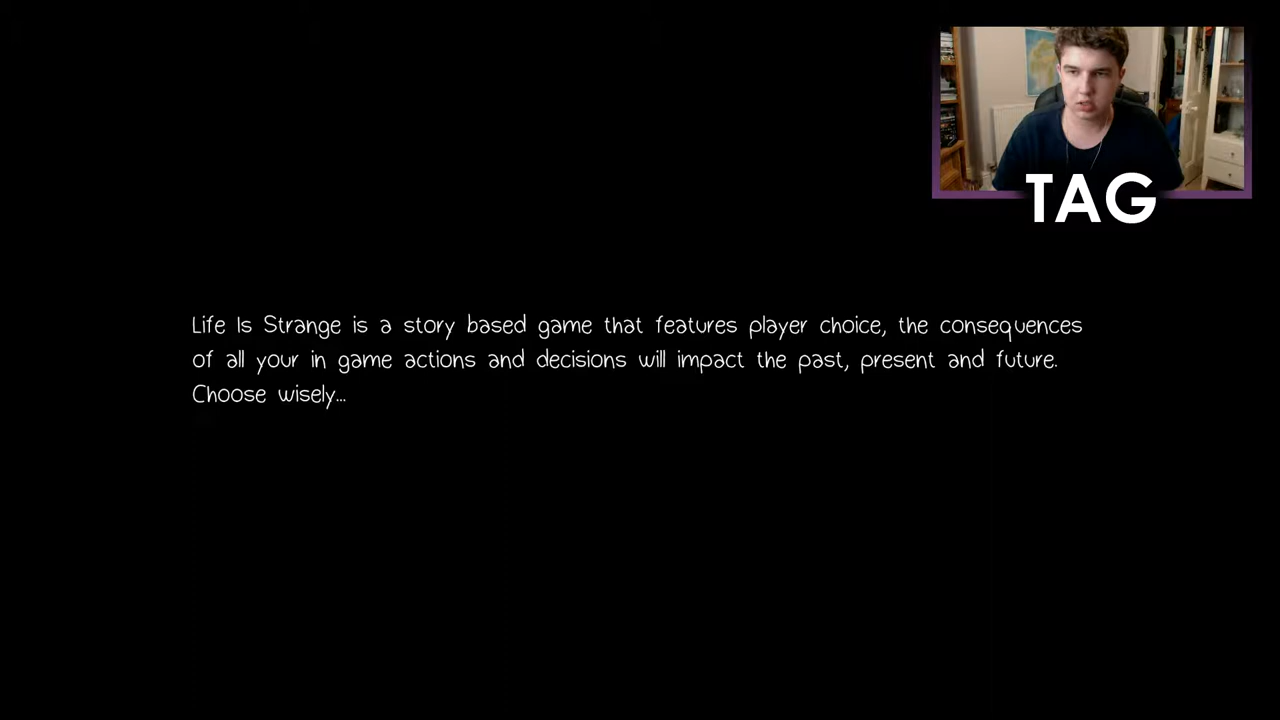 TAG
Life Is Strange is a story based game that features player choice, the consequences
of all your in game actions and decisions will impact the past, present and future.
Choose wisely...